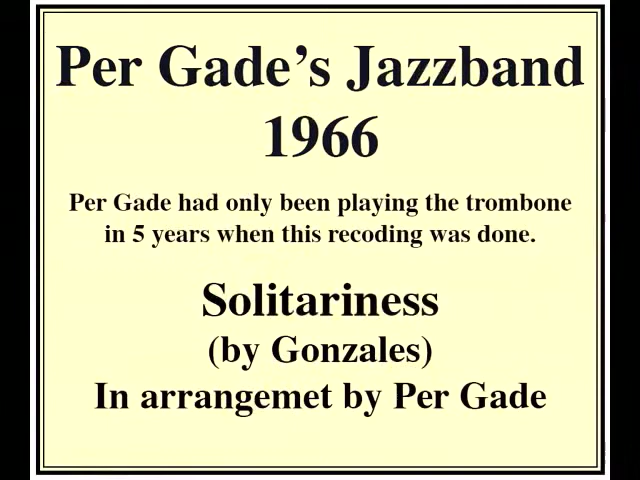 Per Gade’s Jazzband
1966
Per Gade had only been playing the trombone
in 5 years when this recoding was done.
Solitariness
(by Gonzales)
In arrangemet by Per Gade